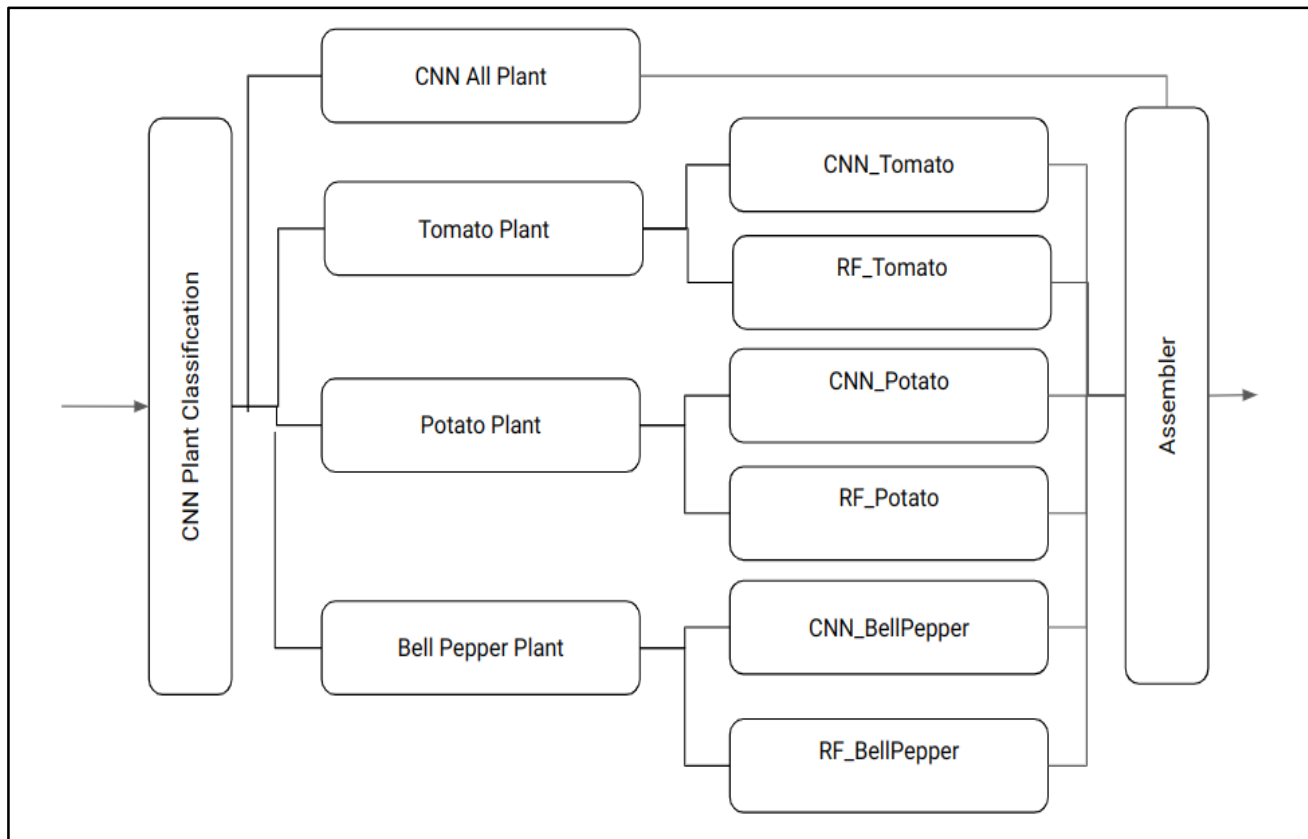 CNN Plant Classification
CNN All Plant
Tomato Plant
Potato Plant
Bell Pepper Plant
CNN_Tomato
RF_Tomato
CNN_Potato
RF_Potato
CNN_BellPepper
RF_BellPepper
Assembler